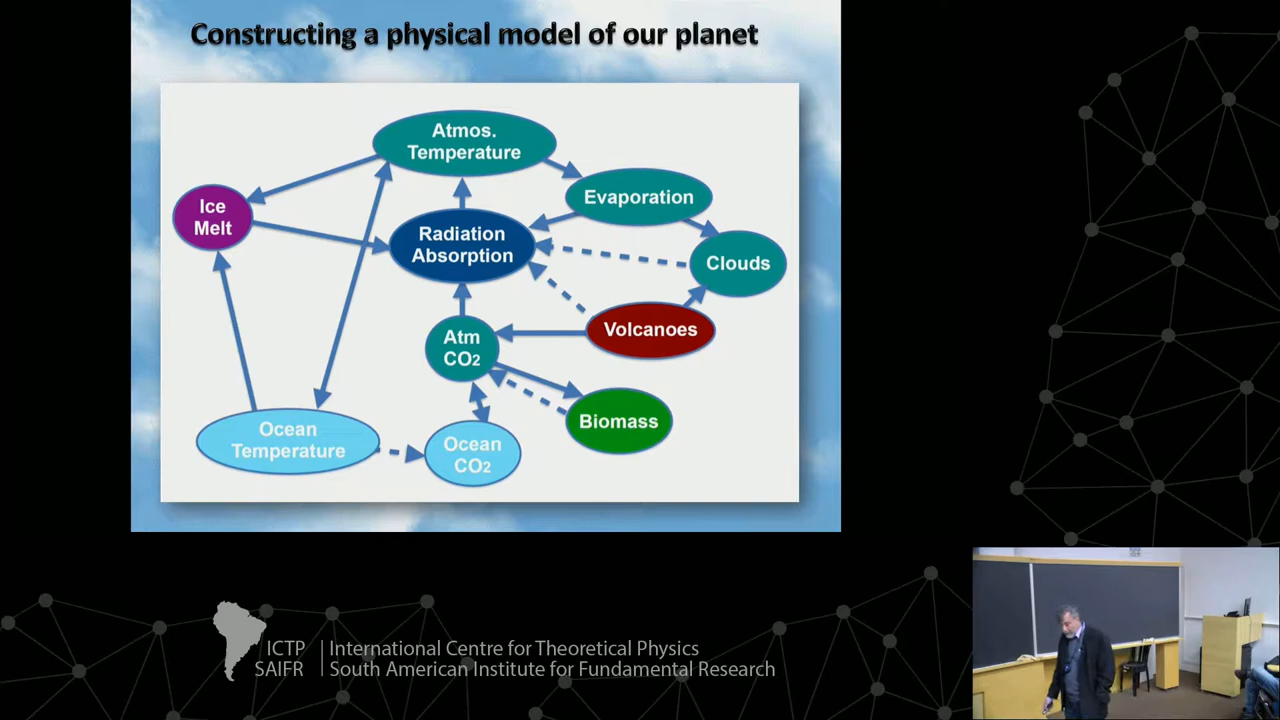 Constructing a physical model of our planet
Atmos.
Temperature
Evaporation
Ice
Melt
Radiation
Absorption
Clouds
Volcanoes
Atm
CO2
Biomass
Ocean
Temperature
Ocean
CO2
ICTP
SAIFR
International Centre for Theoretical Physics
South American Institute for Fundamental Research